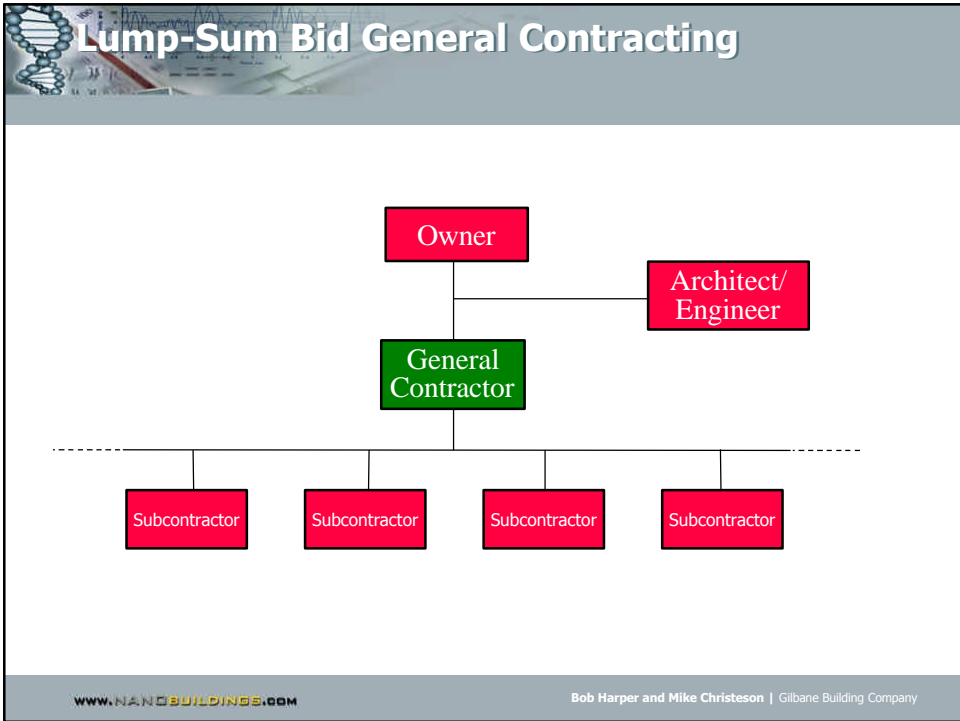 Lump-Sum Bid General Contracting
Owner
Architect/
Engineer
General
Contractor
Subcontractor
Subcontractor
Subcontractor
Subcontractor
www.NANOBUILDINGS.COM
Bob Harper and Mike Christeson | Gilbane Building Company